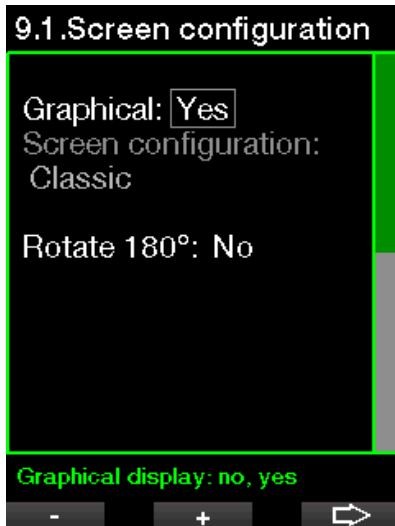 9.1.Screen configuration
Graphical: Yes
Screen configuration:
Classic
Rotate 180°: No
Graphical display: no, yes
- +